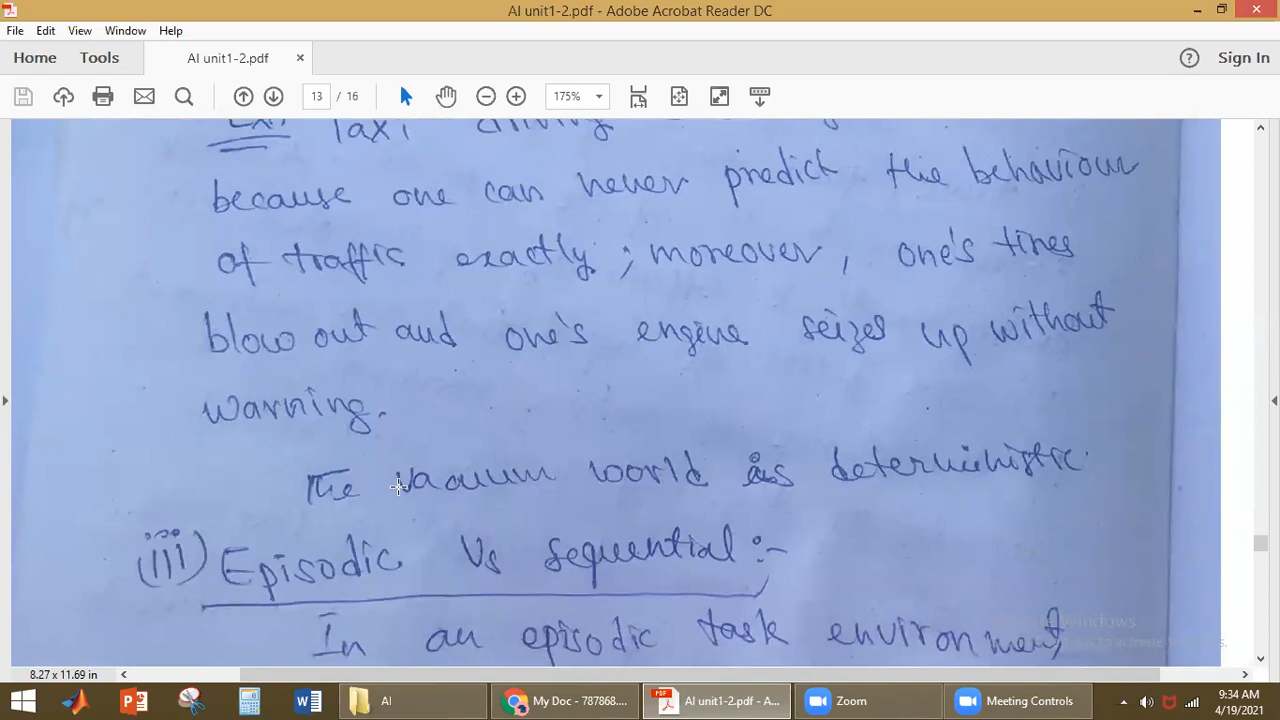 AI unit1-2.pdf - Adobe Acrobat Reader DC
File Edit View Window Help
Home Tools AI unit1-2.pdf × Sign In
13 / 16 175%
Ex:- Taxi driving
because one can never predict the behaviour
of traffic exactly ; moreover , one's tires
blow out and one's engine seizes up without
warning.
The vacuum world is deterministic.
(iii) Episodic Vs sequential :-
In an episodic task environment,
8.27 x 11.69 in
AI My Doc - 787868.... AI unit1-2.pdf - A... Zoom Meeting Controls
9:34 AM
4/19/2021